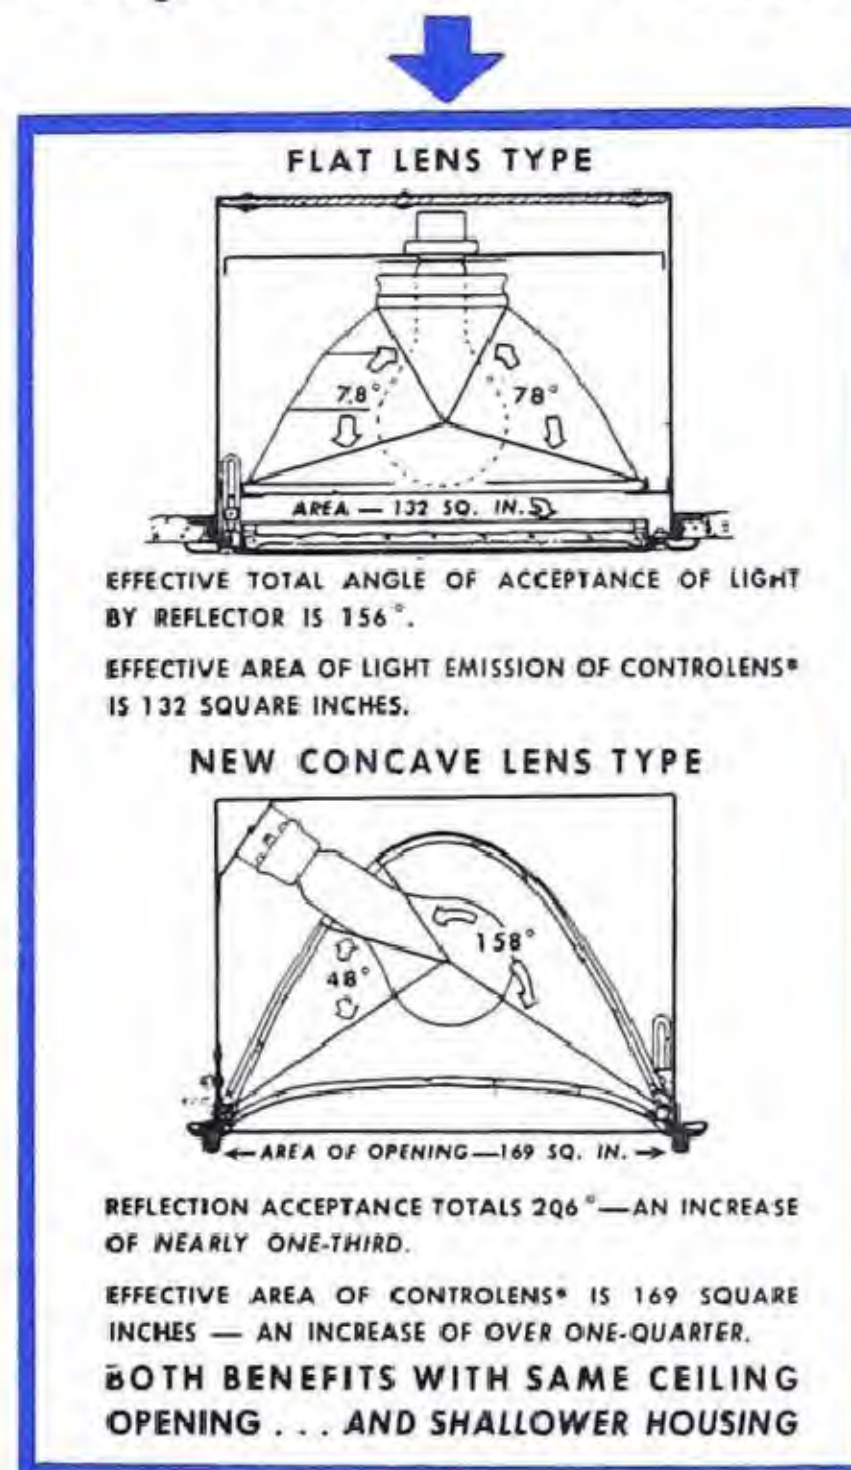 FLAT LENS TYPE
78°
78°
AREA — 132 SQ. IN.
EFFECTIVE TOTAL ANGLE OF ACCEPTANCE OF LIGHT
BY REFLECTOR IS 156°.
EFFECTIVE AREA OF LIGHT EMISSION OF CONTROLENS®
IS 132 SQUARE INCHES.
NEW CONCAVE LENS TYPE
158°
48°
←AREA OF OPENING—169 SQ. IN.→
REFLECTION ACCEPTANCE TOTALS 206°—AN INCREASE
OF NEARLY ONE-THIRD.
EFFECTIVE AREA OF CONTROLENS® IS 169 SQUARE
INCHES — AN INCREASE OF OVER ONE-QUARTER.
BOTH BENEFITS WITH SAME CEILING
OPENING . . . AND SHALLOWER HOUSING